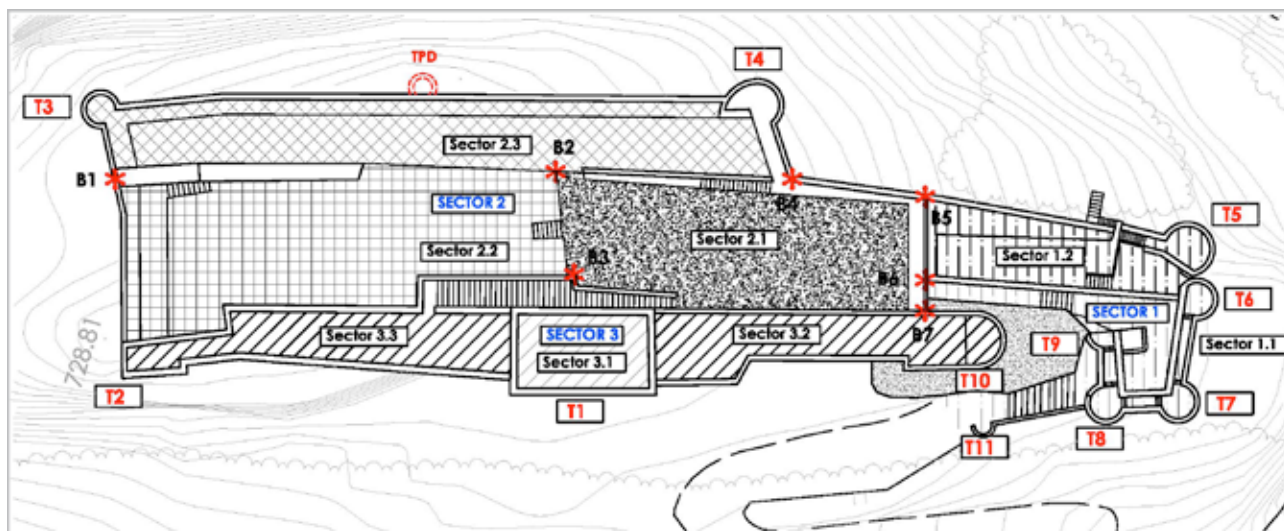 TPD
T4
T3
Sector 2.3
B2
B1
B4
B5
SECTOR 2
T5
Sector 2.1
Sector 2.2
B3
Sector 1.2
B6
T6
SECTOR 1
728.81
SECTOR 3
Sector 3.3
Sector 3.2
B7
T9
Sector 1.1
Sector 3.1
T10
T2
T1
T7
T8
T11